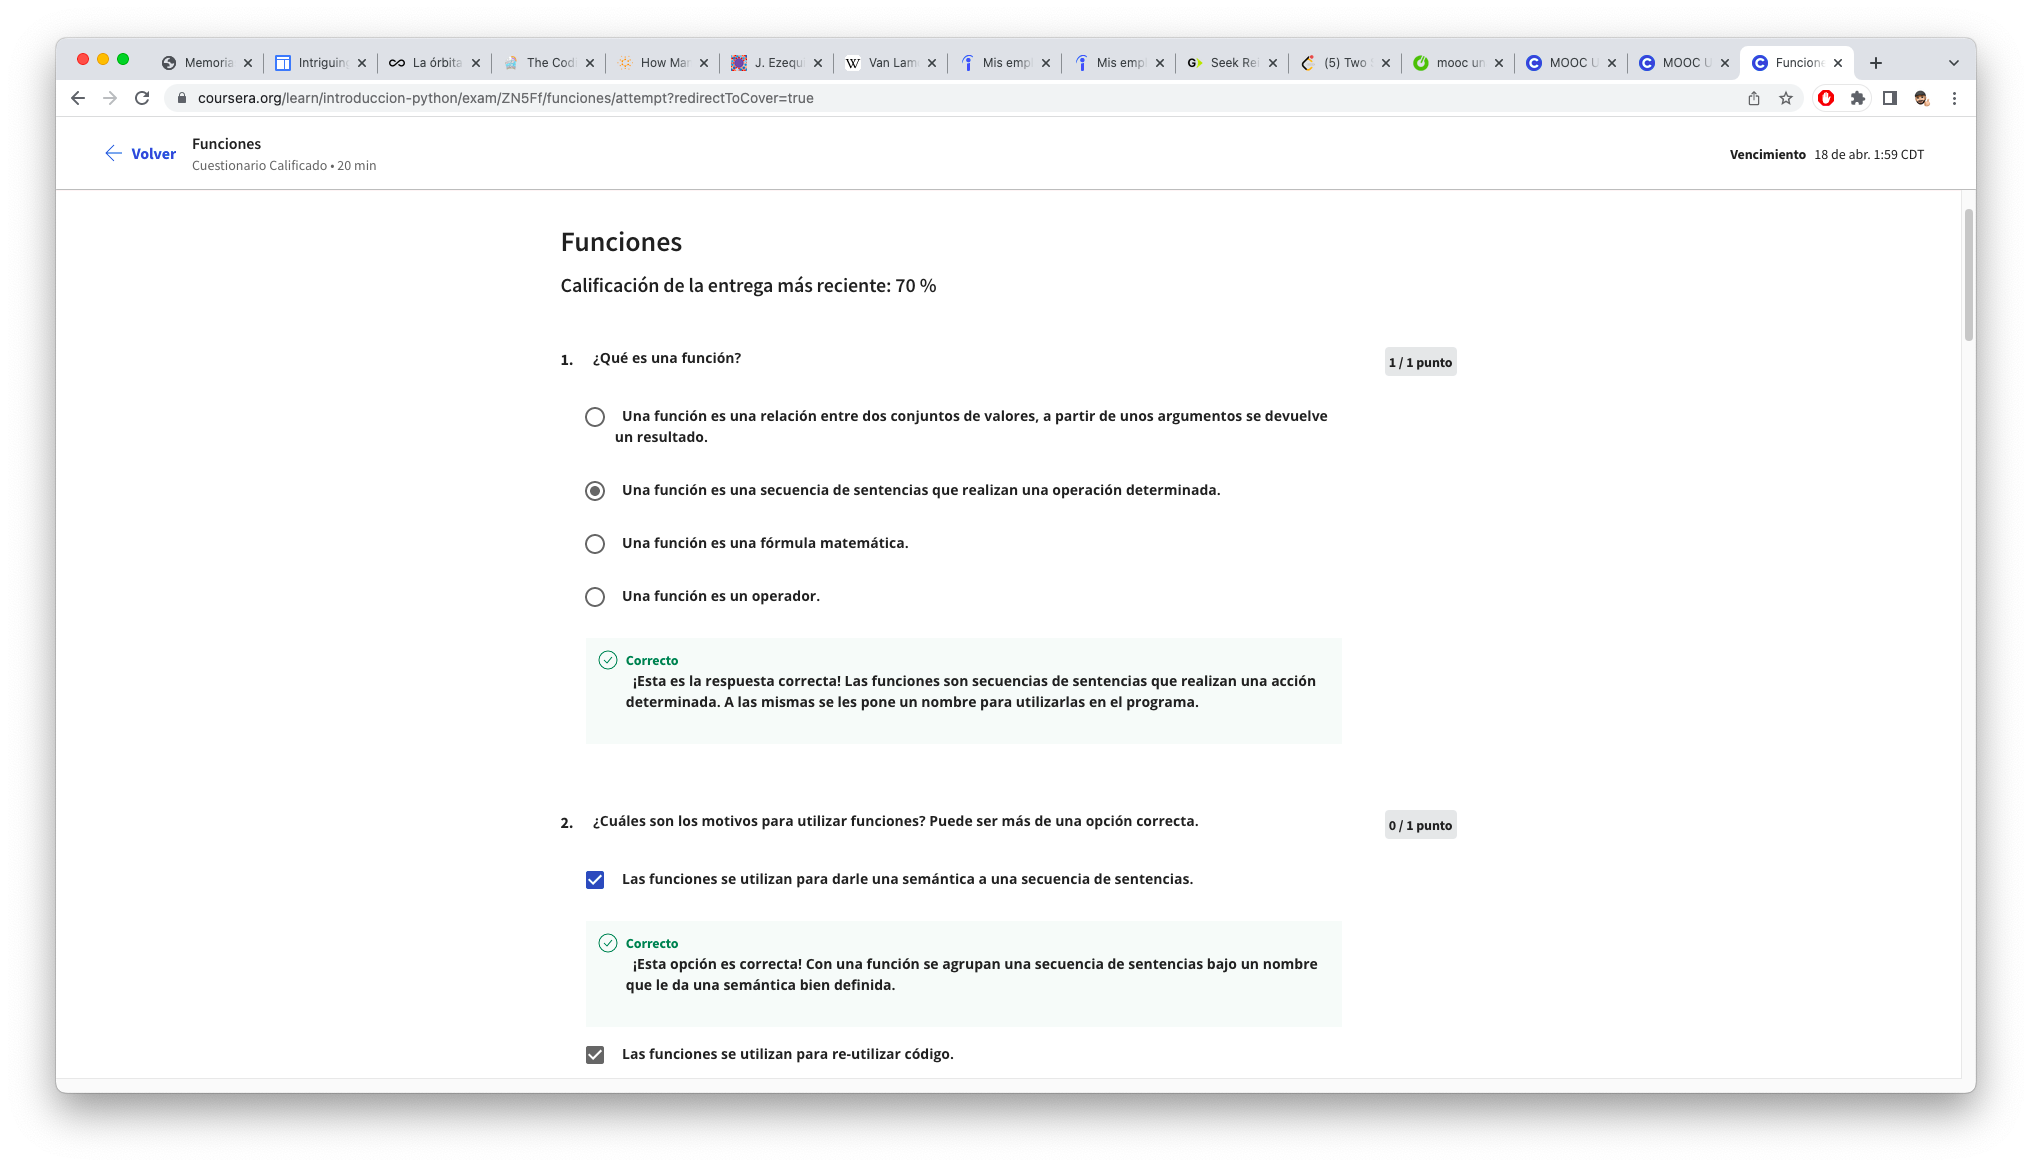 Memoria
Intriguin
La órbita
The Cod
How Mar
J. Ezequ
W
Van Lam
Mis emp
Mis emp
G
Seek Re
(5) Two
mooc un
MOOC U
MOOC U
Funcione
coursera.org/learn/introduccion-python/exam/ZN5Ff/funciones/attempt?redirectToCover=true
Volver
Funciones
Cuestionario Calificado • 20 min
Vencimiento 18 de abr. 1:59 CDT
Funciones
Calificación de la entrega más reciente: 70 %
1. ¿Qué es una función?
1 / 1 punto
Una función es una relación entre dos conjuntos de valores, a partir de unos argumentos se devuelve
un resultado.
Una función es una secuencia de sentencias que realizan una operación determinada.
Una función es una fórmula matemática.
Una función es un operador.
Correcto
¡Esta es la respuesta correcta! Las funciones son secuencias de sentencias que realizan una acción
determinada. A las mismas se les pone un nombre para utilizarlas en el programa.
2. ¿Cuáles son los motivos para utilizar funciones? Puede ser más de una opción correcta.
0 / 1 punto
Las funciones se utilizan para darle una semántica a una secuencia de sentencias.
Correcto
¡Esta opción es correcta! Con una función se agrupan una secuencia de sentencias bajo un nombre
que le da una semántica bien definida.
Las funciones se utilizan para re-utilizar código.